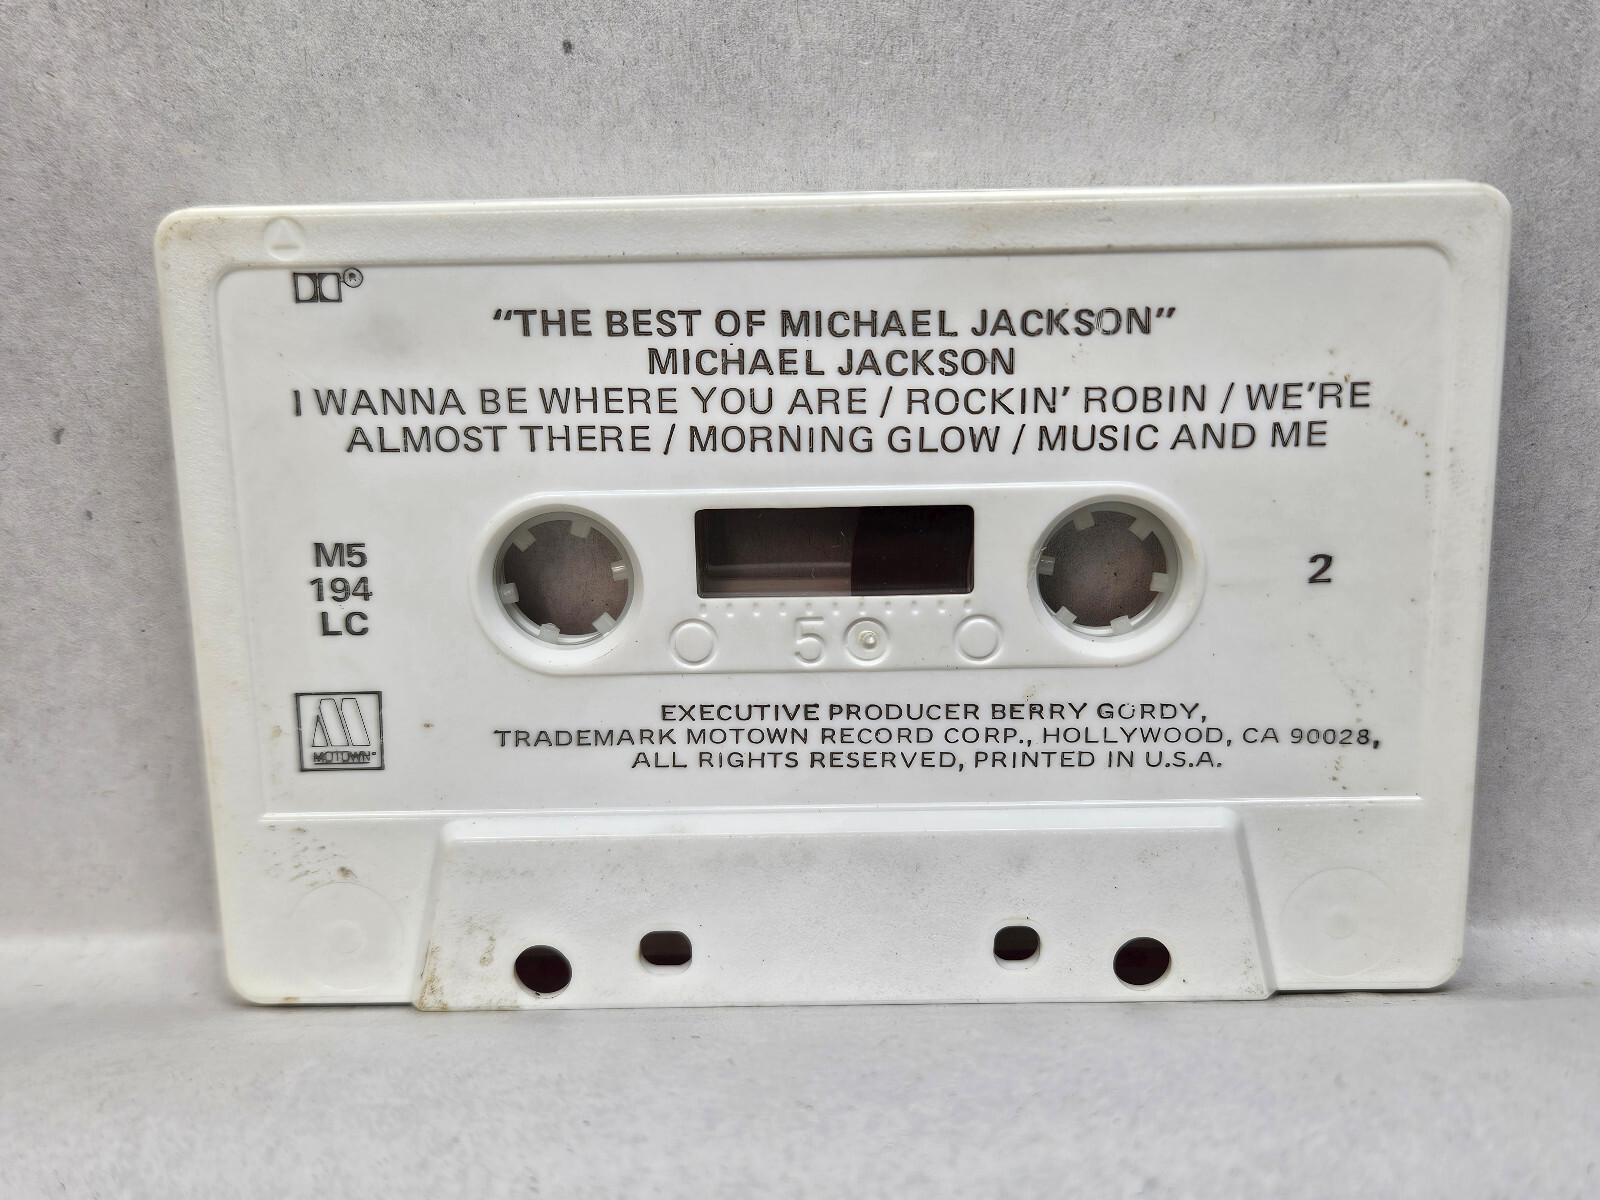 "THE BEST OF MICHAEL JACKSON"
MICHAEL JACKSON
I WANNA BE WHERE YOU ARE / ROCKIN' ROBIN / WE'RE
ALMOST THERE / MORNING GLOW / MUSIC AND ME
M5
194
LC
2
5
MOTOWN
EXECUTIVE PRODUCER BERRY GORDY,
TRADEMARK MOTOWN RECORD CORP., HOLLYWOOD, CA 90028,
ALL RIGHTS RESERVED, PRINTED IN U.S.A.